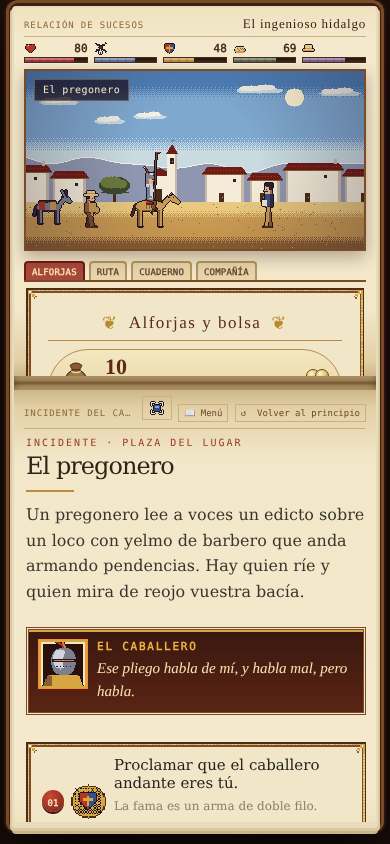 RELACIÓN DE SUCESOS
El ingenioso hidalgo
80 48 69
El pregonero
ALFORJAS RUTA CUADERNO COMPAÑÍA
❦ Alforjas y bolsa ❦
10
INCIDENTE DEL CA… 📖 Menú ↺ Volver al principio
INCIDENTE · PLAZA DEL LUGAR
El pregonero
Un pregonero lee a voces un edicto sobre
un loco con yelmo de barbero que anda
armando pendencias. Hay quien ríe y
quien mira de reojo vuestra bacía.
EL CABALLERO
Ese pliego habla de mí, y habla mal, pero
habla.
01
Proclamar que el caballero
andante eres tú.
La fama es un arma de doble filo.